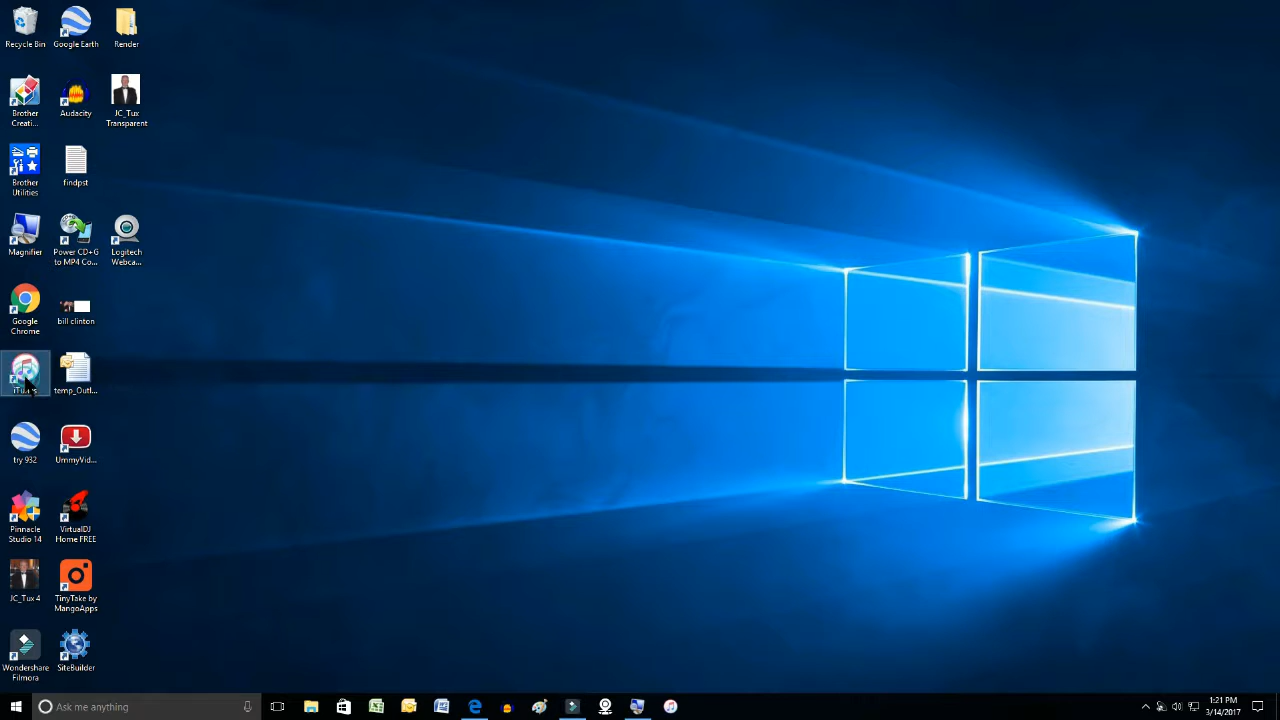 Recycle Bin
Google Earth
Render
Brother
Creati...
Audacity
JC_Tux
Transparent
Brother
Utilities
findpst
Magnifier
Power CD+G
to MP4 Co...
Logitech
Webca...
Google
Chrome
bill clinton
temp_Outl...
try 932
UmmyVid...
Pinnacle
Studio 14
VirtualDJ
Home FREE
JC_Tux 4
TinyTake by
MangoApps
Wondershare
Filmora
SiteBuilder
Ask me anything
1:21 PM
3/14/2017